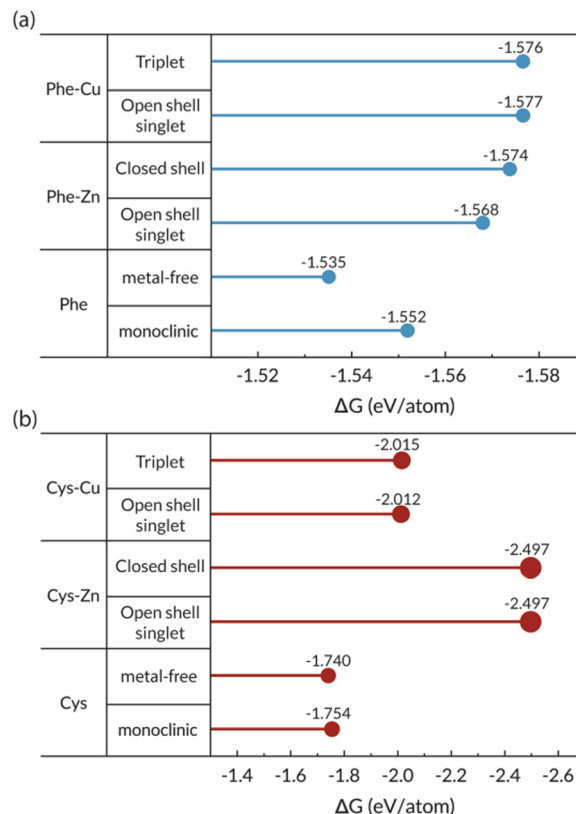 (a)
Phe-Cu
Triplet
-1.576
Open shell
singlet
-1.577
Phe-Zn
Closed shell
-1.574
Open shell
singlet
-1.568
Phe
metal-free
-1.535
monoclinic
-1.552
-1.52 -1.54 -1.56 -1.58
ΔG (eV/atom)
(b)
Cys-Cu
Triplet
-2.015
Open shell
singlet
-2.012
Cys-Zn
Closed shell
-2.497
Open shell
singlet
-2.497
Cys
metal-free
-1.740
monoclinic
-1.754
-1.4 -1.6 -1.8 -2.0 -2.2 -2.4 -2.6
ΔG (eV/atom)